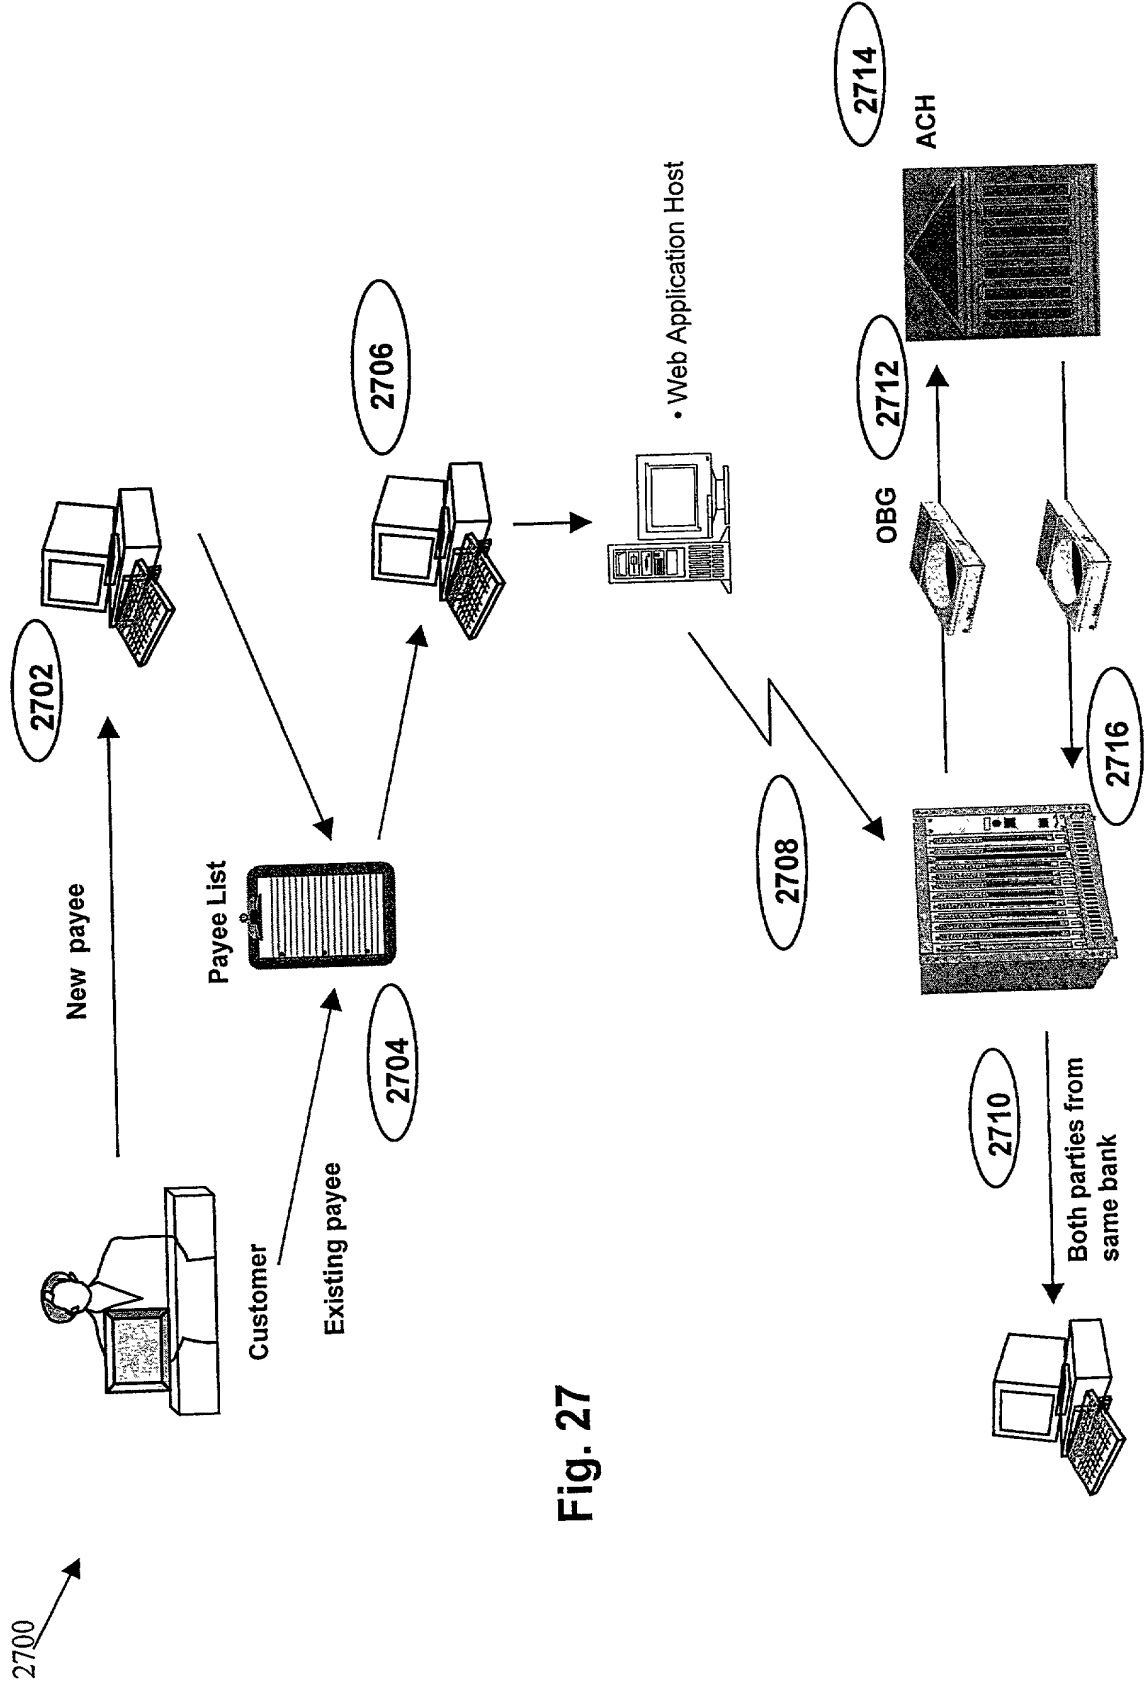 2700
New payee
2702
Customer
Existing payee
Payee List
2704
2706
Fig. 27
• Web Application Host
2708
2710
Both parties from
same bank
OBG
2712
2714
ACH
2716